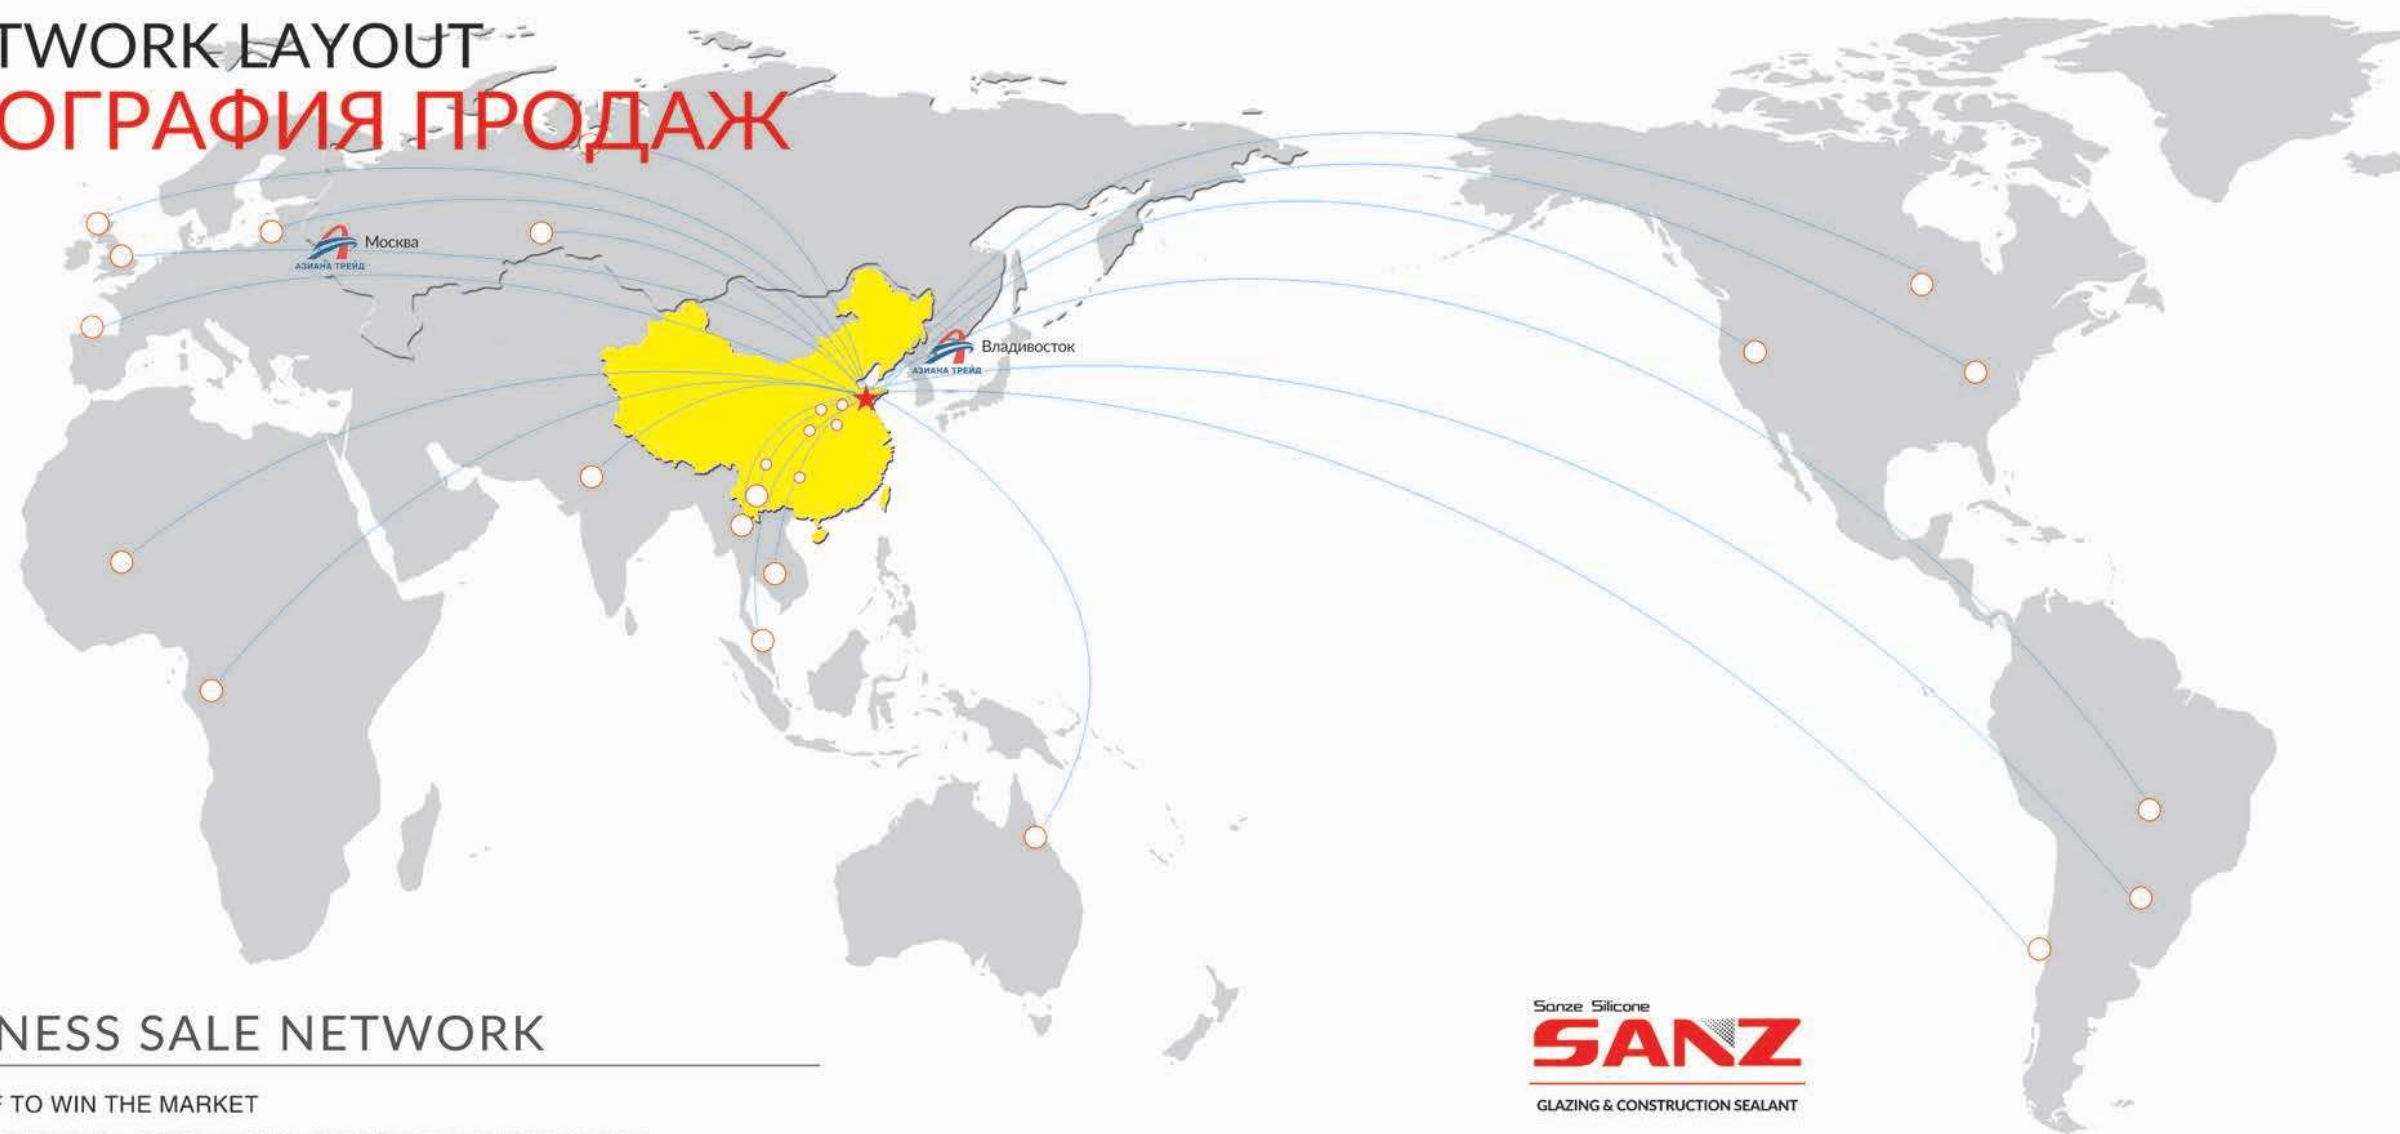 TWORK LAYOUT
ОГРАФИЯ ПРОДАЖ
Москва
АЗИАНА ТРЕЙД
Владивосток
АЗИАНА ТРЕЙД
NESS SALE NETWORK
TO WIN THE MARKET
Sanze Silicone
SANZ
GLAZING & CONSTRUCTION SEALANT